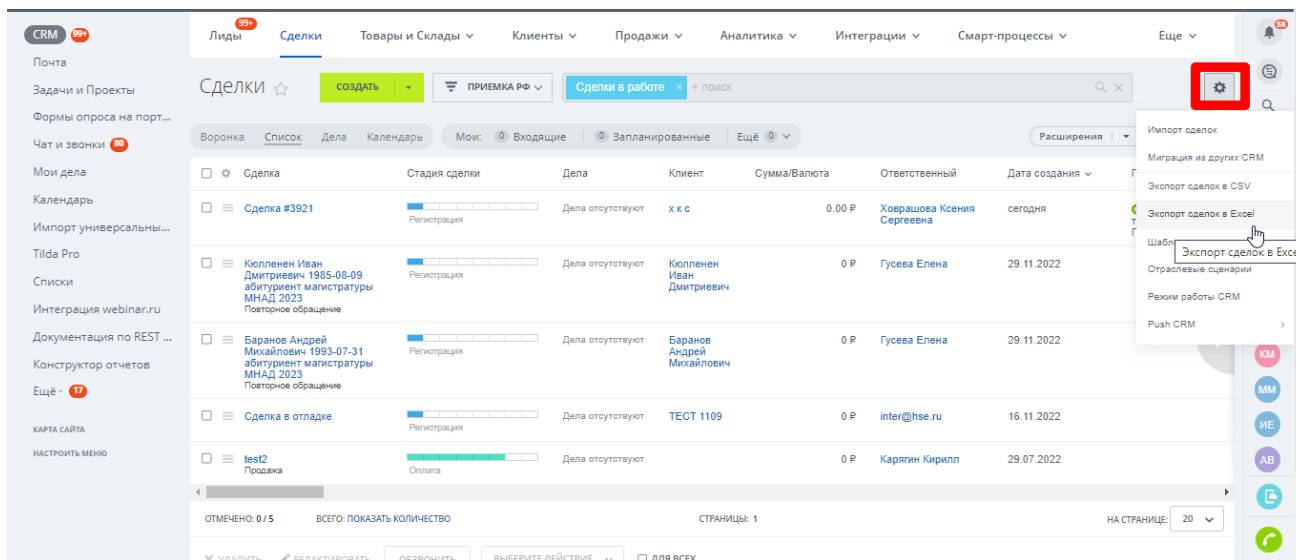 CRM 99+
Почта
Задачи и Проекты
Формы опроса на порт...
Чат и звонки 80
Мои дела
Календарь
Импорт универсальны...
Tilda Pro
Списки
Интеграция webinar.ru
Документация по REST ...
Конструктор отчетов
Ещё - 17
КАРТА САЙТА
НАСТРОИТЬ МЕНЮ
Лиды 99+ Сделки Товары и Склады Клиенты Продажи Аналитика Интеграции Смарт-процессы Еще
58
Сделки СОЗДАТЬ ПРИЕМКА РФ Сделки в работе × + поиск
Воронка Список Дела Календарь Мои: 0 Входящие 0 Запланированные Ещё 0 Расширения
Импорт сделок
Миграция из других CRM
Экспорт сделок в CSV
Экспорт сделок в Excel
Экспорт сделок в Exce
Отраслевые сценарии
Режим работы CRM
Push CRM
Сделка Стадия сделки Дела Клиент Сумма/Валюта Ответственный Дата создания
Сделка #3921 Регистрация Дела отсутствуют х к с 0.00 ₽ Ховрашова Ксения
Сергеевна сегодня
Кюлленен Иван
Дмитриевич 1985-08-09
абитуриент магистратуры
МНАД 2023
Повторное обращение
Регистрация Дела отсутствуют Кюлленен
Иван
Дмитриевич
0 ₽ Гусева Елена 29.11.2022
Баранов Андрей
Михайлович 1993-07-31
абитуриент магистратуры
МНАД 2023
Повторное обращение
Регистрация Дела отсутствуют Баранов
Андрей
Михайлович
0 ₽ Гусева Елена 29.11.2022
Сделка в отладке Регистрация Дела отсутствуют ТЕСТ 1109 0 ₽ inter@hse.ru 16.11.2022
test2
Продажа
Оплата Дела отсутствуют 0 ₽ Карягин Кирилл 29.07.2022
ОТМЕЧЕНО: 0 / 5 ВСЕГО: ПОКАЗАТЬ КОЛИЧЕСТВО СТРАНИЦЫ: 1 НА СТРАНИЦЕ: 20
УДАЛИТЬ РЕДАКТИРОВАТЬ ОБЗВОНИТЬ ВЫБЕРИТЕ ДЕЙСТВИЕ ДЛЯ ВСЕХ
КМ
ММ
ИЕ
АВ